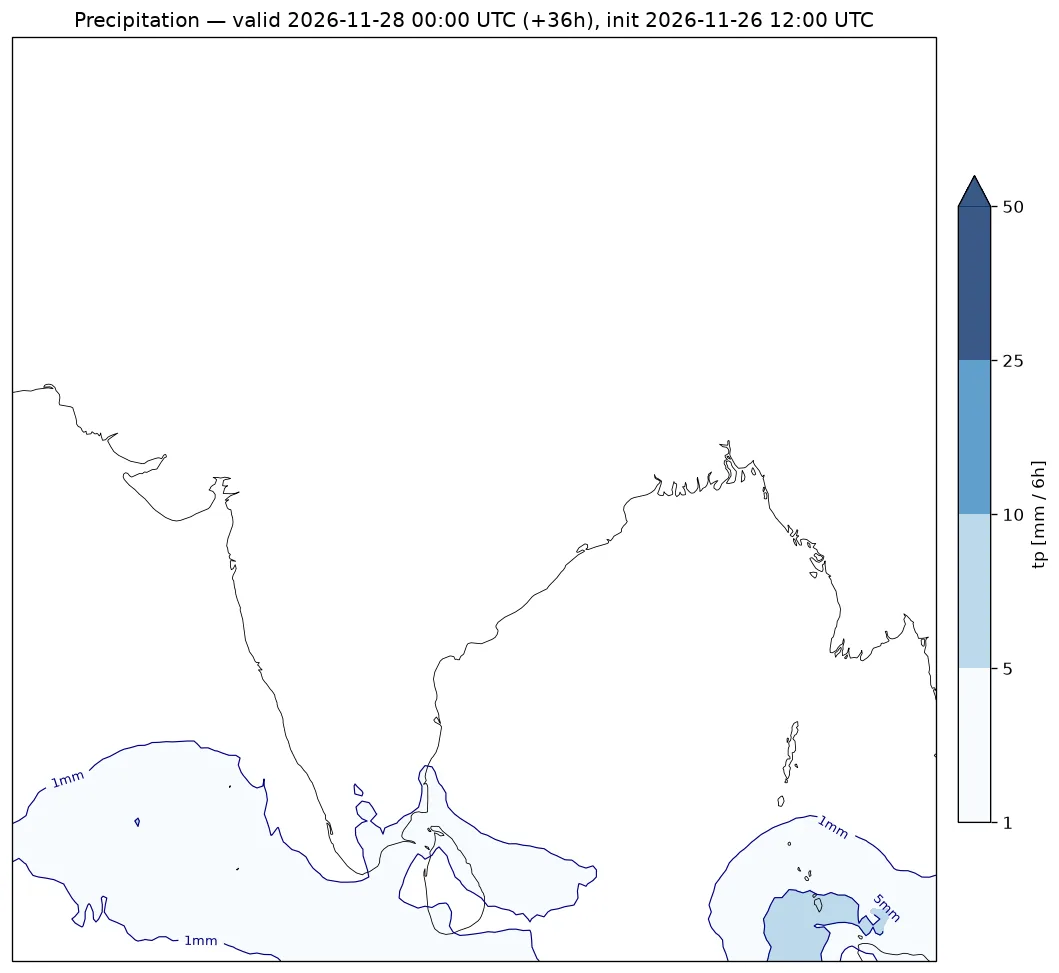 Precipitation — valid 2026-11-28 00:00 UTC (+36h), init 2026-11-26 12:00 UTC
50
25
10
5
1
tp [mm / 6h]
1mm
1mm
5mm
1mm